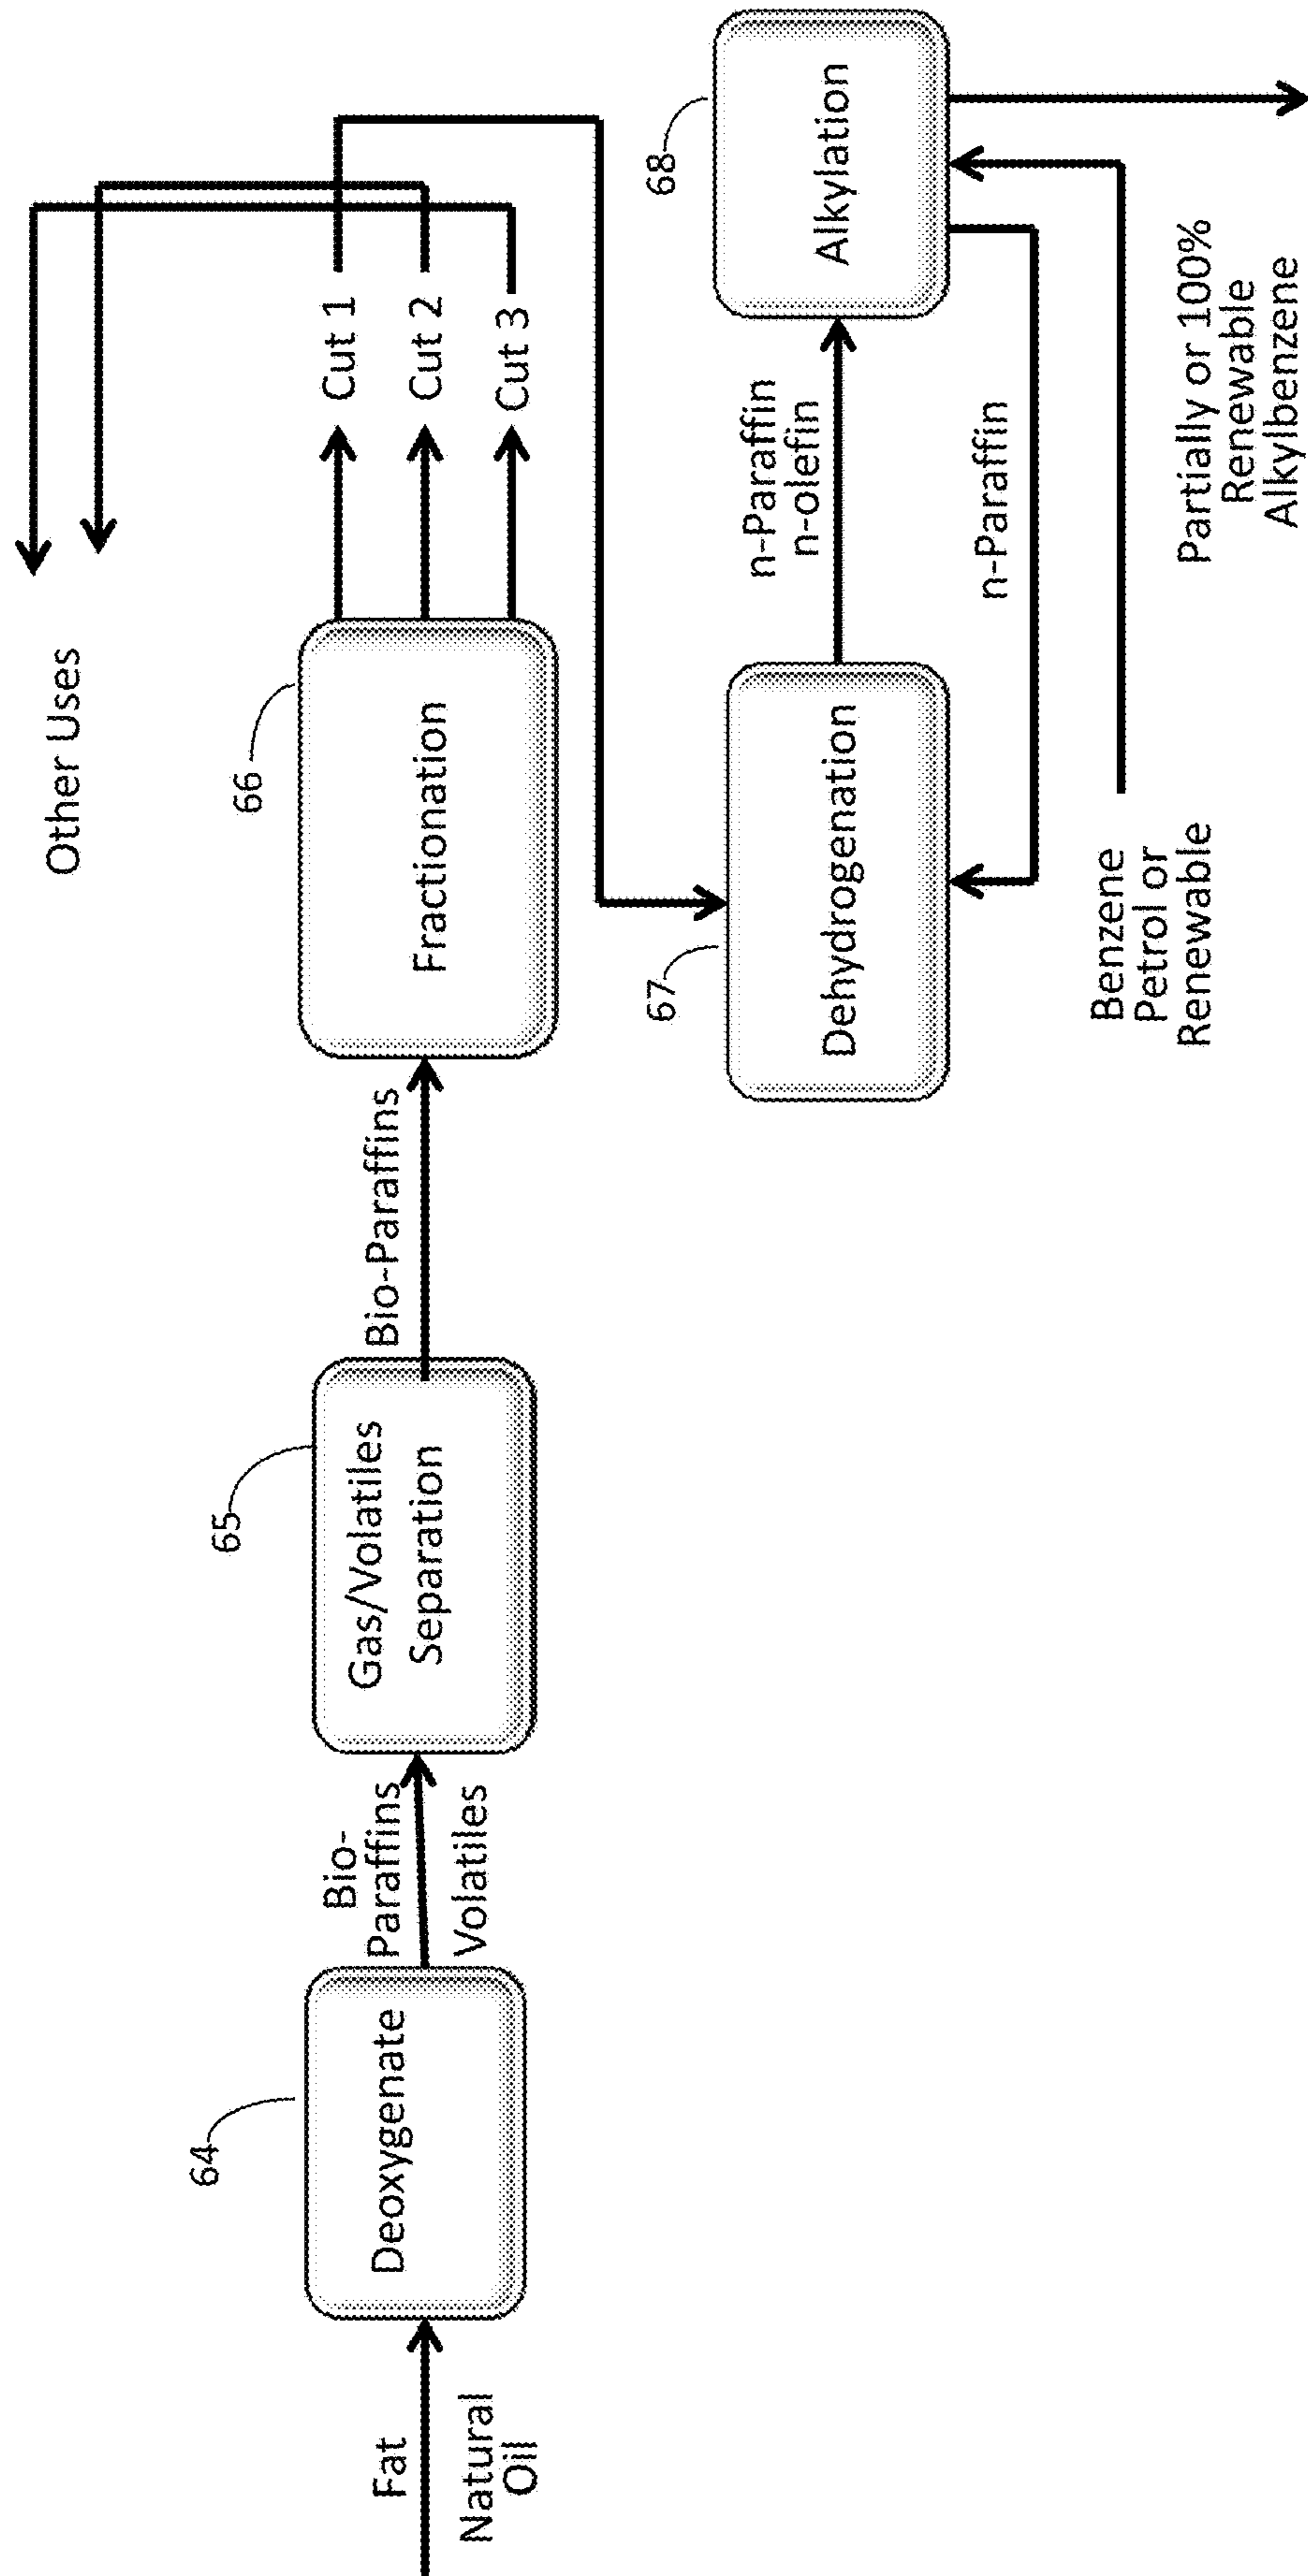 Other Uses
64
65
66
Fat
Natural
Oil
Deoxygenate
Bio-
Paraffins
Volatiles
Gas/Volatiles
Separation
Bio-Paraffins
Fractionation
Cut 1
Cut 2
Cut 3
67
68
Dehydrogenation
n-Paraffin
n-olefin
Alkylation
n-Paraffin
Benzene
Petrol or
Renewable
Partially or 100%
Renewable
Alkylbenzene